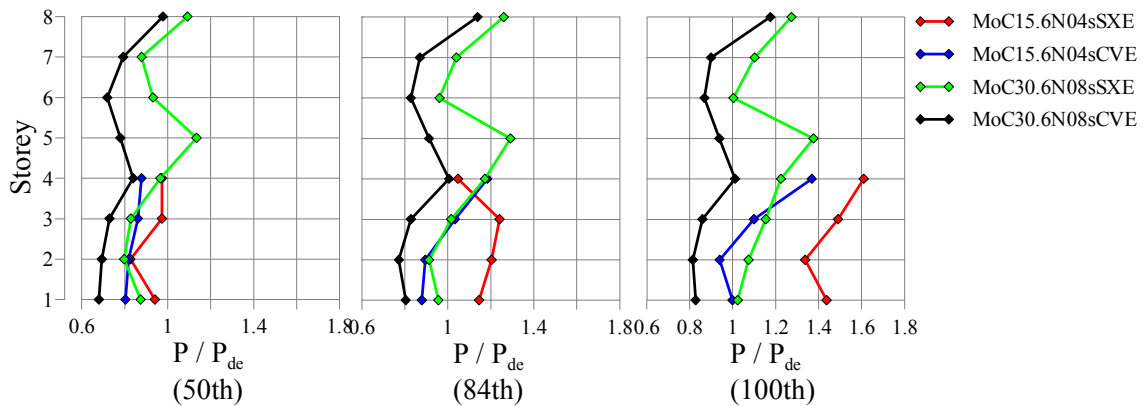 8
7
6
5
4
3
2
1
Storey
0.6 1 1.4 1.8
P / Pde
(50th)
0.6 1 1.4 1.8
P / Pde
(84th)
0.6 0.8 1 1.2 1.4 1.6 1.8
P / Pde
(100th)
MoC15.6N04sSXE
MoC15.6N04sCVE
MoC30.6N08sSXE
MoC30.6N08sCVE